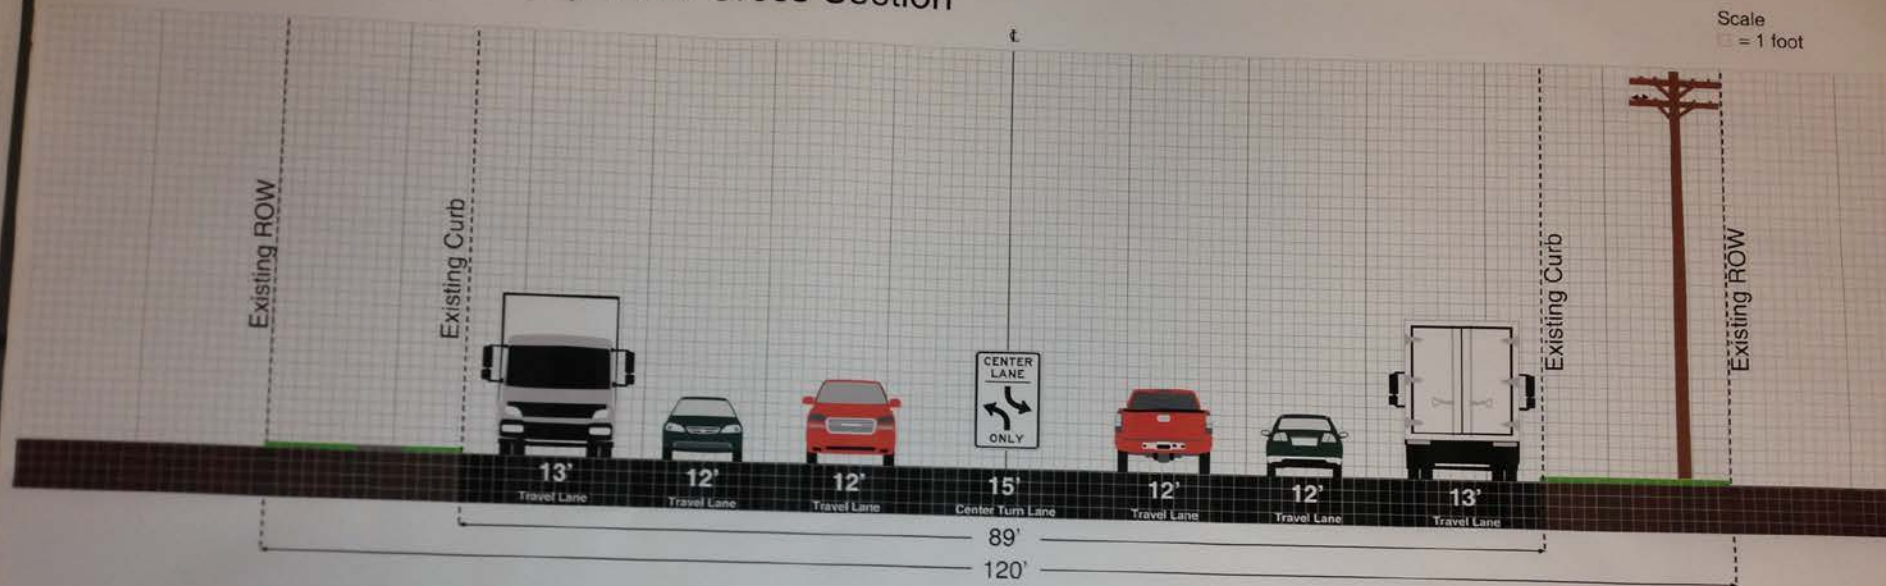 Cross Section
Scale
= 1 foot
℄
Existing ROW
Existing Curb
Existing Curb
Existing ROW
CENTER
LANE
ONLY
13'
Travel Lane
12'
Travel Lane
12'
Travel Lane
15'
Center Turn Lane
12'
Travel Lane
12'
Travel Lane
13'
Travel Lane
89'
120'